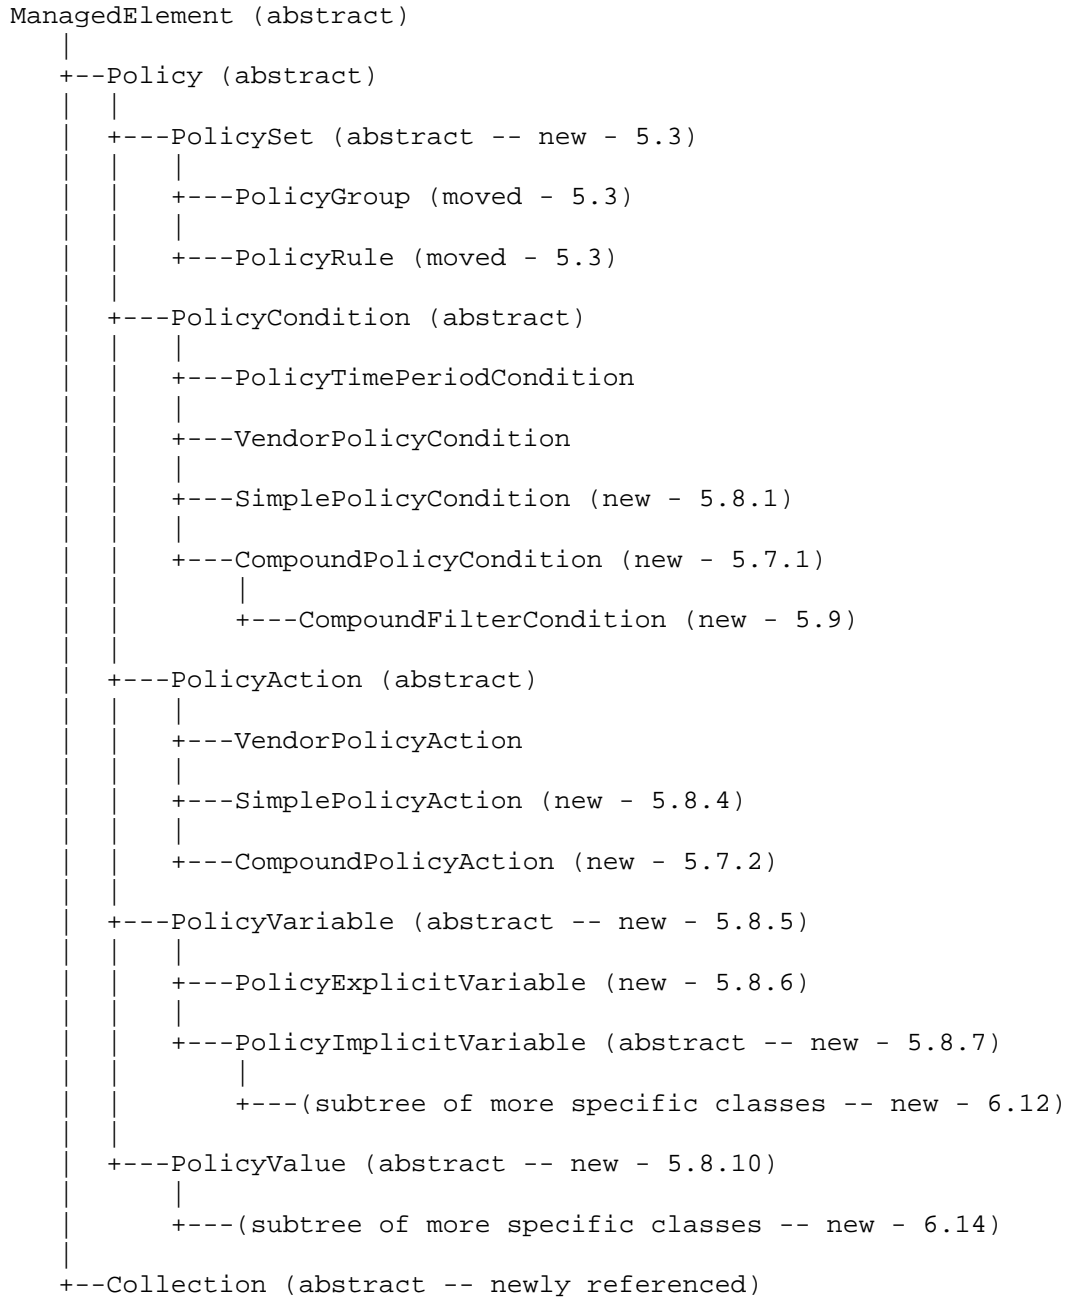 ManagedElement (abstract)
   |
   +--Policy (abstract)
   |  |
   |  +---PolicySet (abstract -- new - 5.3)
   |  |   |
   |  |   +---PolicyGroup (moved - 5.3)
   |  |   |
   |  |   +---PolicyRule (moved - 5.3)
   |  |
   |  +---PolicyCondition (abstract)
   |  |   |
   |  |   +---PolicyTimePeriodCondition
   |  |   |
   |  |   +---VendorPolicyCondition
   |  |   |
   |  |   +---SimplePolicyCondition (new - 5.8.1)
   |  |   |
   |  |   +---CompoundPolicyCondition (new - 5.7.1)
   |  |       |
   |  |       +---CompoundFilterCondition (new - 5.9)
   |  |
   |  +---PolicyAction (abstract)
   |  |   |
   |  |   +---VendorPolicyAction
   |  |   |
   |  |   +---SimplePolicyAction (new - 5.8.4)
   |  |   |
   |  |   +---CompoundPolicyAction (new - 5.7.2)
   |  |
   |  +---PolicyVariable (abstract -- new - 5.8.5)
   |  |   |
   |  |   +---PolicyExplicitVariable (new - 5.8.6)
   |  |   |
   |  |   +---PolicyImplicitVariable (abstract -- new - 5.8.7)
   |  |       |
   |  |       +---(subtree of more specific classes -- new - 6.12)
   |  |
   |  +---PolicyValue (abstract -- new - 5.8.10)
   |      |
   |      +---(subtree of more specific classes -- new - 6.14)
   |
   +--Collection (abstract -- newly referenced)